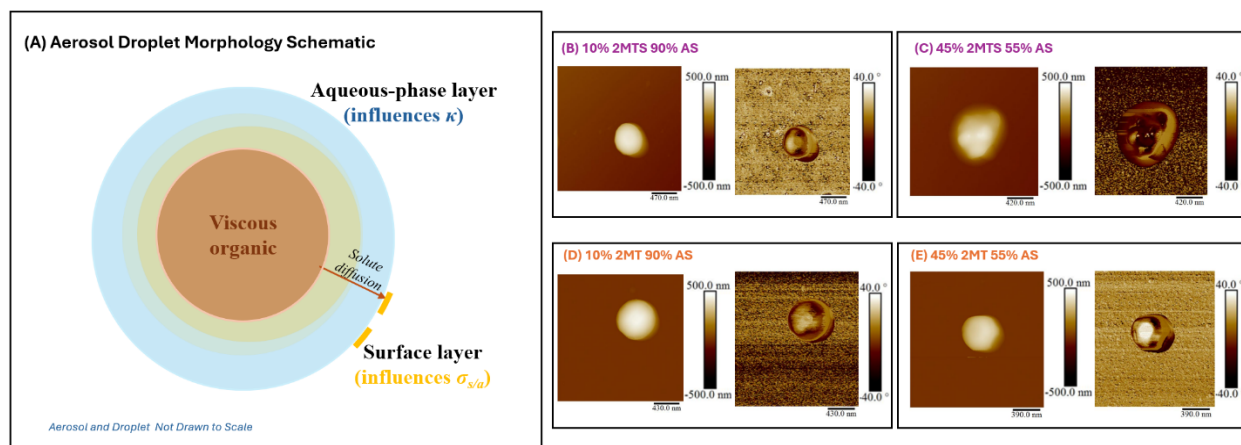 (A) Aerosol Droplet Morphology Schematic
Aqueous-phase layer
(influences κ)
Viscous
organic
Solute
diffusion
Surface layer
(influences σs/a)
Aerosol and Droplet Not Drawn to Scale
(B) 10% 2MTS 90% AS
500.0 nm
-500.0 nm
470.0 nm
40.0 °
-40.0 °
470.0 nm
(C) 45% 2MTS 55% AS
500.0 nm
-500.0 nm
420.0 nm
40.0 °
-40.0 °
420.0 nm
(D) 10% 2MT 90% AS
500.0 nm
-500.0 nm
430.0 nm
40.0 °
-40.0 °
430.0 nm
(E) 45% 2MT 55% AS
500.0 nm
-500.0 nm
390.0 nm
40.0 °
-40.0 °
390.0 nm